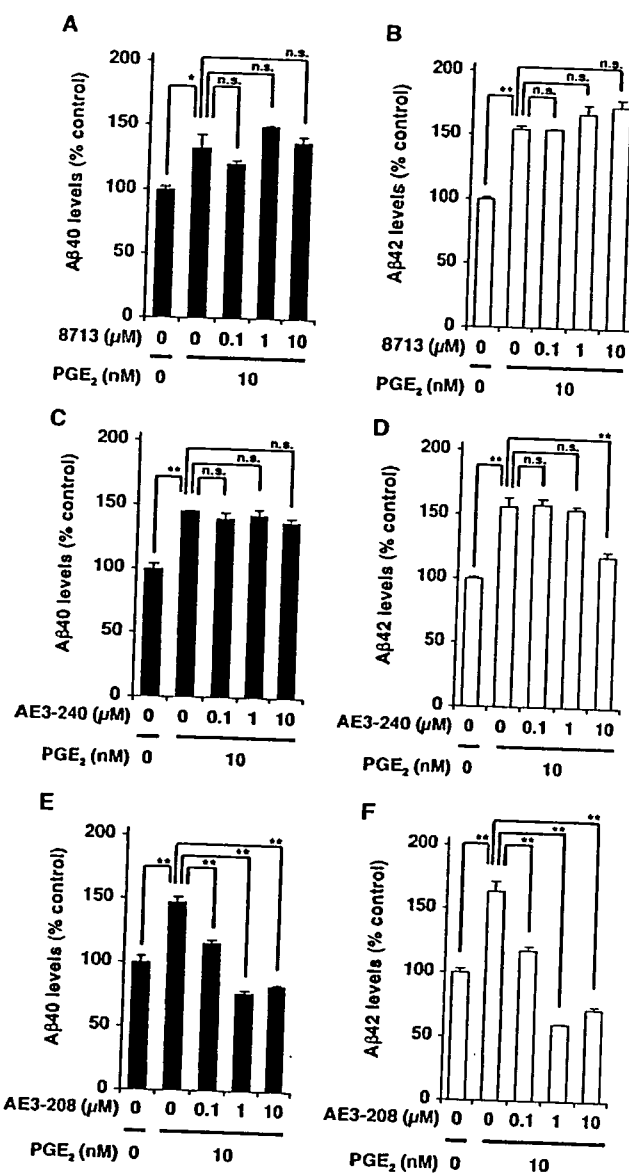 A
Aβ40 levels (% control)
200
150
100
50
0
*
n.s.
n.s.
n.s.
8713 (µM) 0 0 0.1 1 10
PGE₂ (nM) 0 10
B
Aβ42 levels (% control)
200
150
100
50
0
**
n.s.
n.s.
n.s.
8713 (µM) 0 0 0.1 1 10
PGE₂ (nM) 0 10
C
Aβ40 levels (% control)
200
150
100
50
0
**
n.s.
n.s.
n.s.
AE3-240 (µM) 0 0 0.1 1 10
PGE₂ (nM) 0 10
D
Aβ42 levels (% control)
200
150
100
50
0
**
n.s.
n.s.
**
AE3-240 (µM) 0 0 0.1 1 10
PGE₂ (nM) 0 10
E
Aβ40 levels (% control)
200
150
100
50
0
**
**
**
**
AE3-208 (µM) 0 0 0.1 1 10
PGE₂ (nM) 0 10
F
Aβ42 levels (% control)
200
150
100
50
0
**
**
**
**
AE3-208 (µM) 0 0 0.1 1 10
PGE₂ (nM) 0 10